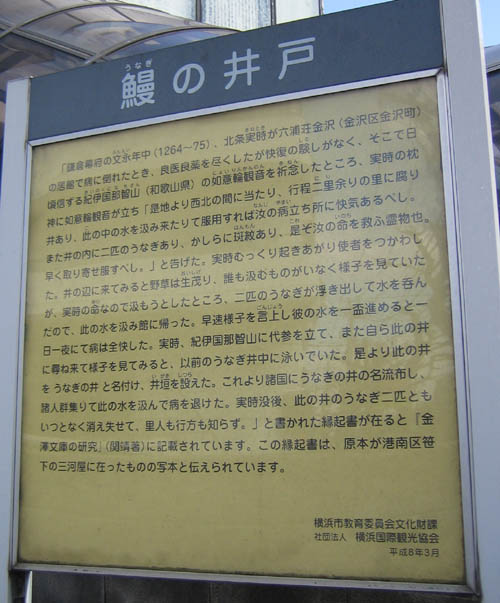 うなぎ
鰻の井戸
「鎌倉幕府の文永年中（1264〜75）、北条実時が六浦荘金沢（金沢区金沢町）
の居館で病に倒れたとき、良医良薬を尽くしたが快復の験しがなく、そこで日
頃信する紀伊国那智山（和歌山県）の如意輪観音を祈念したところ、実時の枕
神に如意輪観音が立ち「是地より西北の間に当たり、行程二里余りの里に廃り
井あり、此の中の水を汲み来たりて服用すれば汝の病立ち所に快気あるべし。
また井の内に二匹のうなぎあり、かしらに斑紋あり、是ぞ汝の命を救ふ霊物也。
早く取り寄せ服すべし。」と告げた。実時むっくり起きあがり使者をつかわし
た。井の辺に来てみると野草は生茂り、誰も汲むものがいなく様子を見ていた
が、実時の命なので汲もうとしたところ、二匹のうなぎが浮き出して水を呑ん
だので、此の水を汲み館に帰った。早速様子を言上し彼の水を一盃進めると一
日一夜にて病は全快した。実時、紀伊国那智山に代参を立て、また自ら此の井
に尋ね来て様子を見てみると、以前のうなぎ井中に泳いでいた。是より此の井
を うなぎの井 と名付け、井垣を設えた。これより諸国にうなぎの井の名流布し、
諸人群集りて此の水を汲んで病を退けた。実時没後、此の井のうなぎ二匹とも
いつとなく消え失せて、里人も行方も知らず。」と書かれた縁起書が在ると『金
澤文庫の研究』（関靖著）に記載されています。この縁起書は、原本が港南区笹
下の三河屋に在ったものの写本と伝えられています。
横浜市教育委員会文化財課
社団法人 横浜国際観光協会
平成8年3月